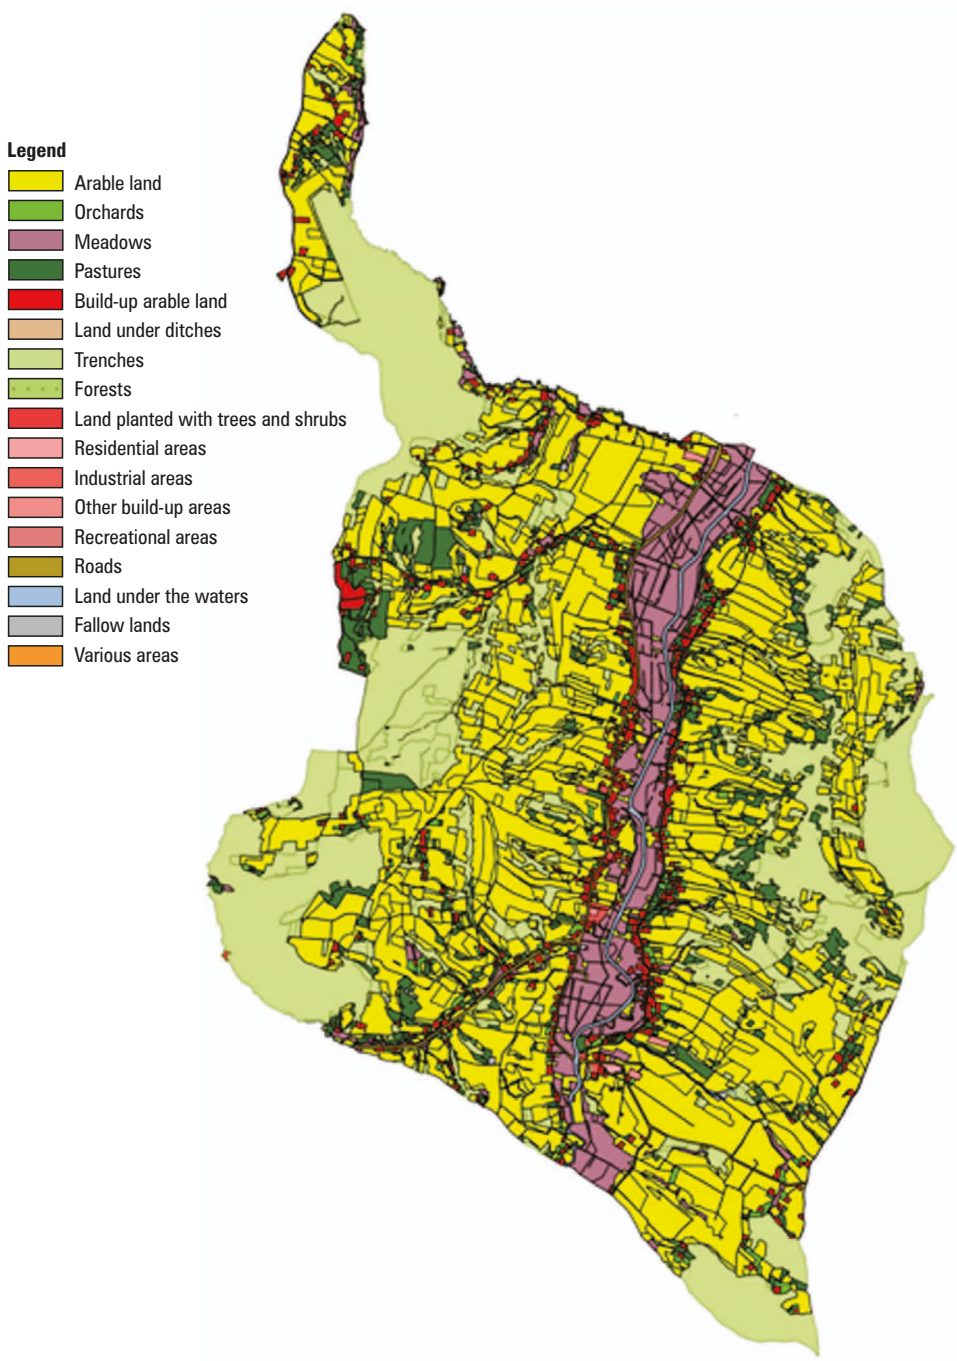 Legend
Arable land
Orchards
Meadows
Pastures
Build-up arable land
Land under ditches
Trenches
Forests
Land planted with trees and shrubs
Residential areas
Industrial areas
Other build-up areas
Recreational areas
Roads
Land under the waters
Fallow lands
Various areas